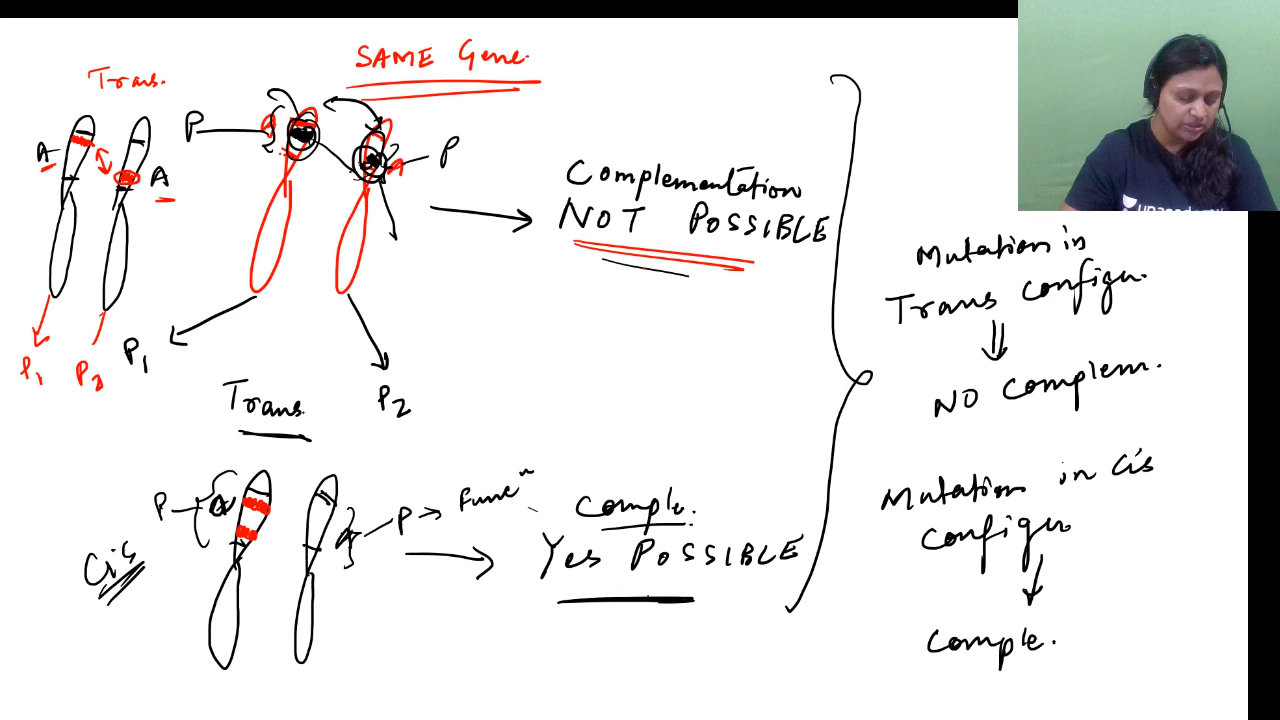 SAME Gene.
Trans.
P
P
A
A
Complementation
NOT POSSIBLE
P1
P2
P1
P2
Trans.
Mutation in
Trans configu.
NO Complem.
P
A
P → Funcⁿ
Cis
Comple.
Yes POSSIBLE
Mutation in Cis
configu
Comple.